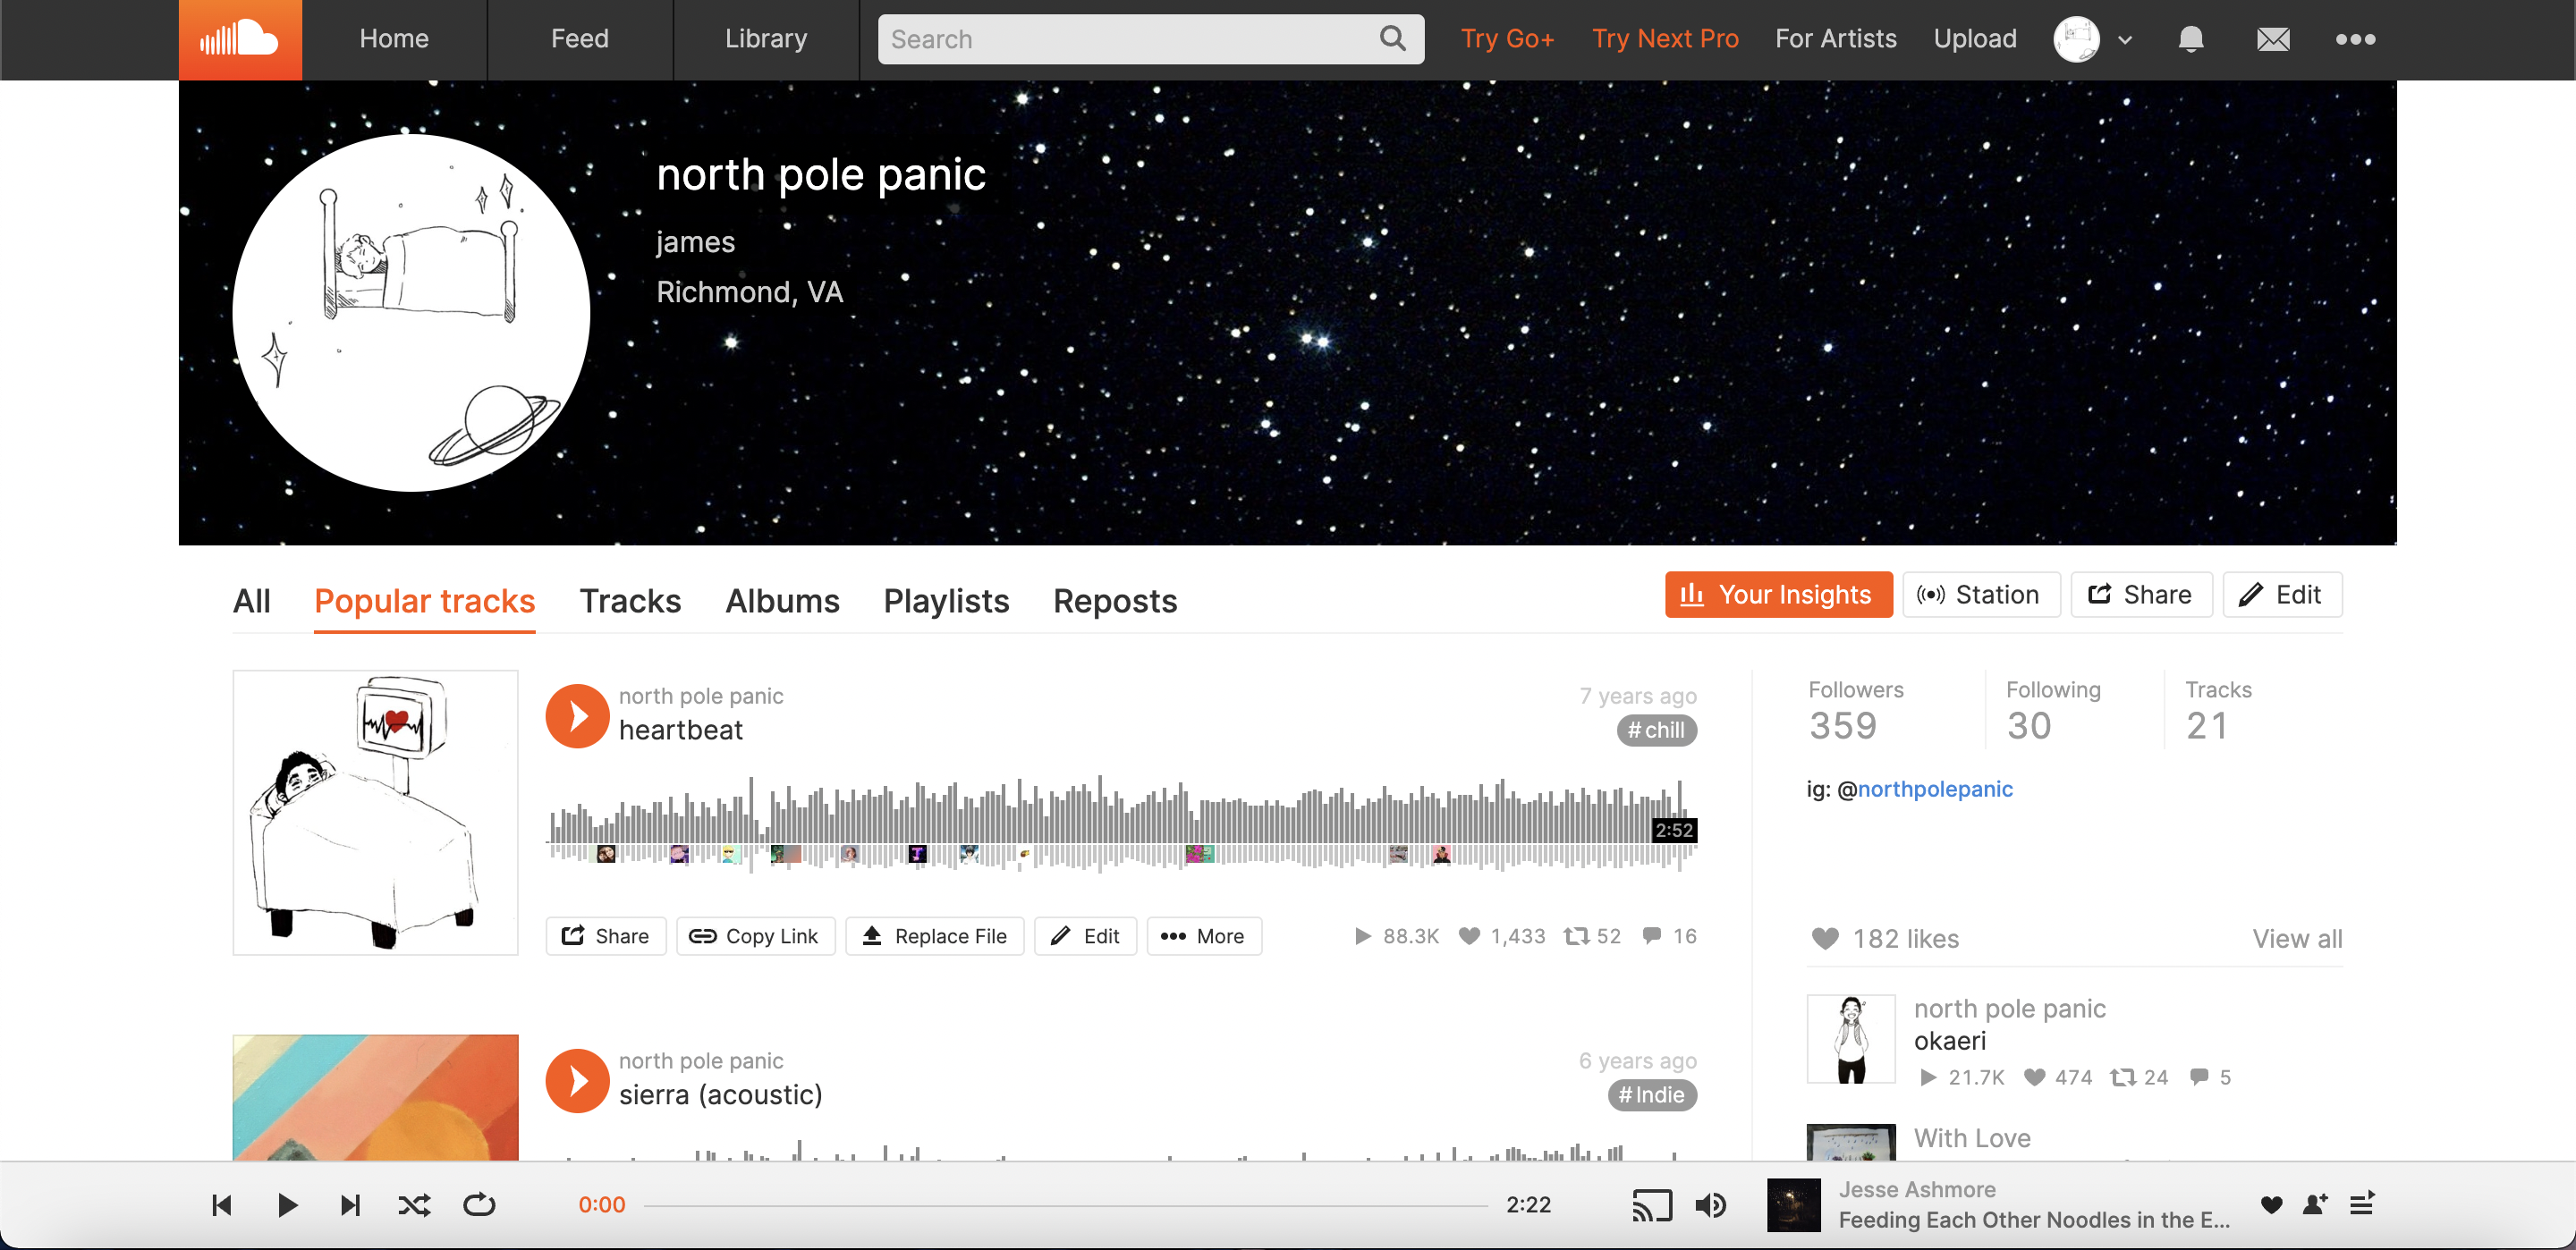 Home
Feed
Library
Search
Try Go+
Try Next Pro
For Artists
Upload
north pole panic
james
Richmond, VA
All
Popular tracks
Tracks
Albums
Playlists
Reposts
Your Insights
Station
Share
Edit
north pole panic
7 years ago
heartbeat
# chill
2:52
Share
Copy Link
Replace File
Edit
More
88.3K
1,433
52
16
north pole panic
6 years ago
sierra (acoustic)
# Indie
Followers
359
Following
30
Tracks
21
ig: @northpolepanic
182 likes
View all
north pole panic
okaeri
21.7K
474
24
5
With Love
0:00
2:22
Jesse Ashmore
Feeding Each Other Noodles in the E...